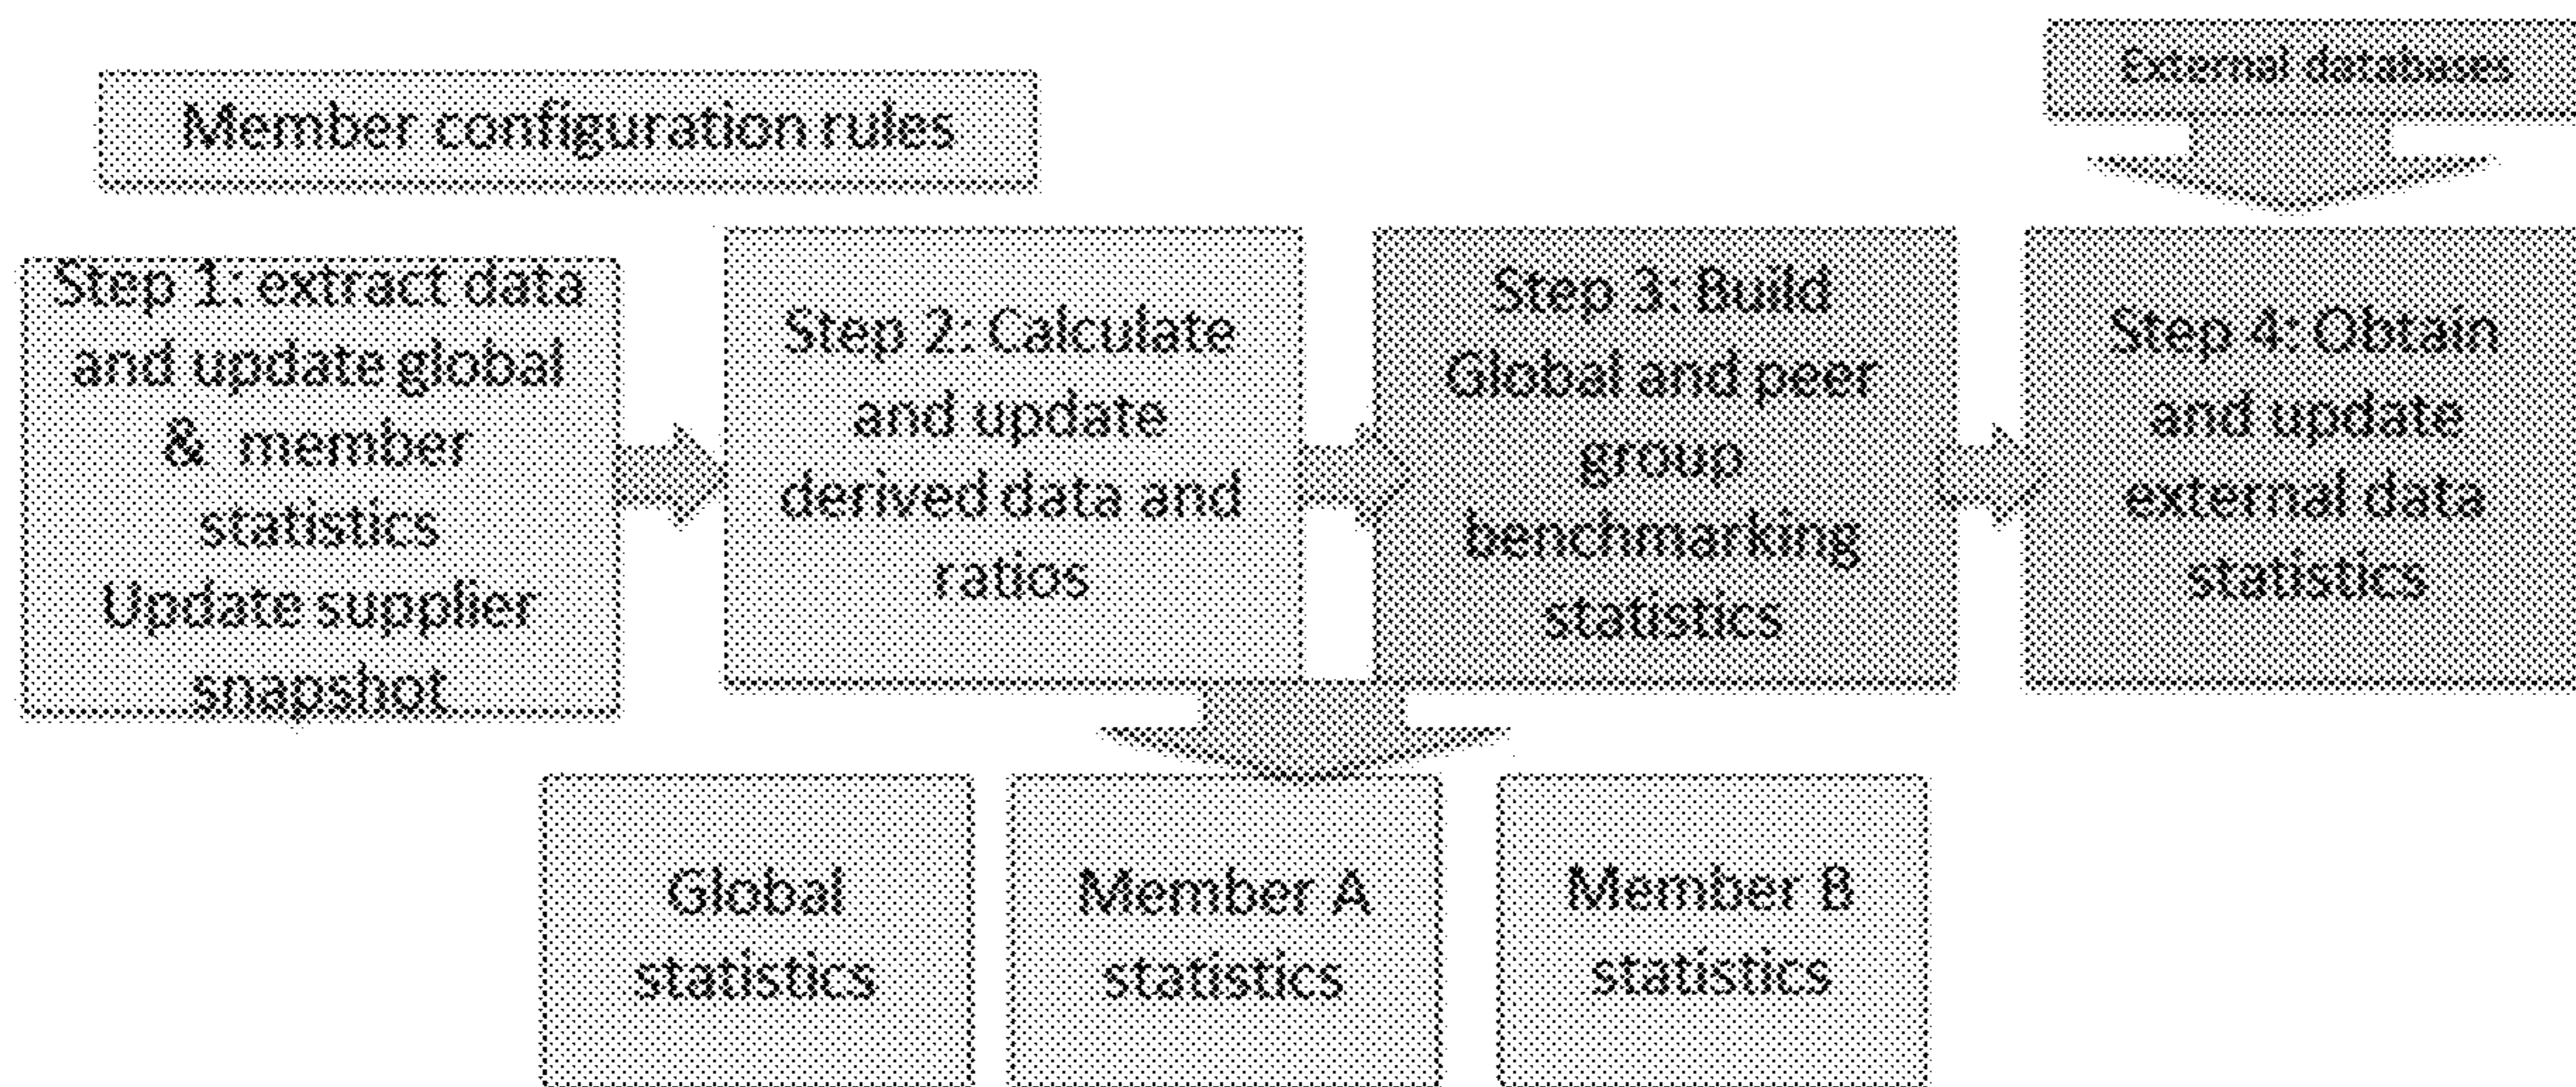 External databases
Member configuration rules
Step 1: extract data
and update global
& member
statistics
Update supplier
snapshot
Step 2: Calculate
and update
derived data and
ratios
Step 3: Build
Global and peer
group
benchmarking
statistics
Step 4: Obtain
and update
external data
statistics
Global
statistics
Member A
statistics
Member B
statistics